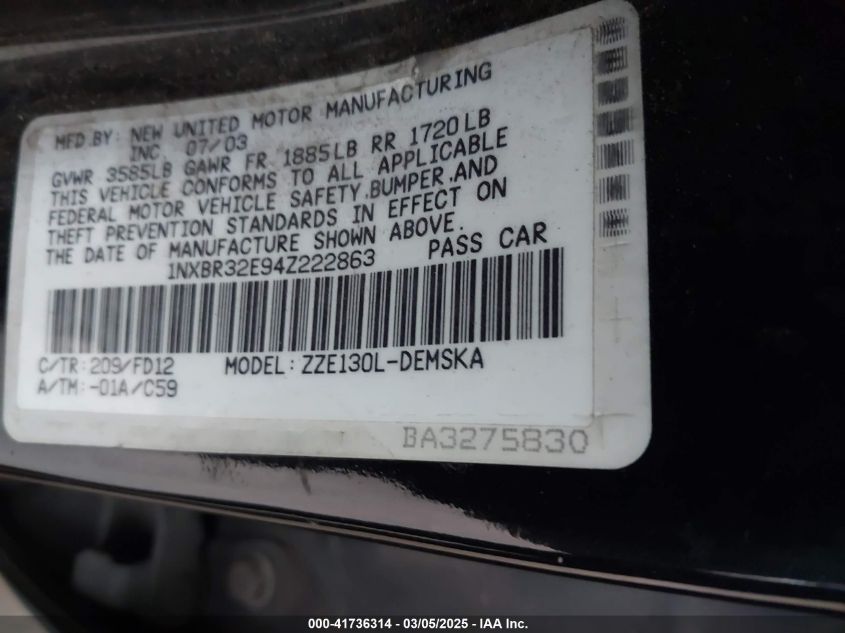 MFD.BY: NEW UNITED MOTOR MANUFACTURING
INC. 07/03
GVWR 3585LB GAWR FR 1885LB RR 1720LB
THIS VEHICLE CONFORMS TO ALL APPLICABLE
FEDERAL MOTOR VEHICLE SAFETY,BUMPER,AND
THEFT PREVENTION STANDARDS IN EFFECT ON
THE DATE OF MANUFACTURE SHOWN ABOVE.
1NXBR32E94Z222863 PASS CAR
C/TR:209/FD12 MODEL:ZZE130L-DEMSKA
A/TM:-01A/C59
BA3275830
000-41736314 - 03/05/2025 - IAA Inc.